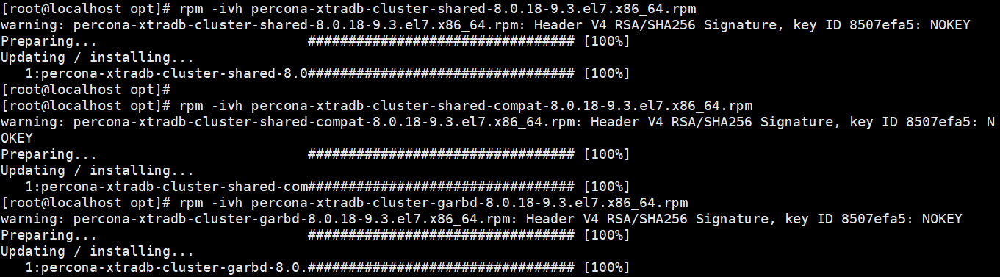 [root@localhost opt]# rpm -ivh percona-xtradb-cluster-shared-8.0.18-9.3.el7.x86_64.rpm
warning: percona-xtradb-cluster-shared-8.0.18-9.3.el7.x86_64.rpm: Header V4 RSA/SHA256 Signature, key ID 8507efa5: NOKEY
Preparing...                          ################################# [100%]
Updating / installing...
   1:percona-xtradb-cluster-shared-8.0################################# [100%]
[root@localhost opt]#
[root@localhost opt]# rpm -ivh percona-xtradb-cluster-shared-compat-8.0.18-9.3.el7.x86_64.rpm
warning: percona-xtradb-cluster-shared-compat-8.0.18-9.3.el7.x86_64.rpm: Header V4 RSA/SHA256 Signature, key ID 8507efa5: N
OKEY
Preparing...                          ################################# [100%]
Updating / installing...
   1:percona-xtradb-cluster-shared-com################################# [100%]
[root@localhost opt]# rpm -ivh percona-xtradb-cluster-garbd-8.0.18-9.3.el7.x86_64.rpm
warning: percona-xtradb-cluster-garbd-8.0.18-9.3.el7.x86_64.rpm: Header V4 RSA/SHA256 Signature, key ID 8507efa5: NOKEY
Preparing...                          ################################# [100%]
Updating / installing...
   1:percona-xtradb-cluster-garbd-8.0.################################# [100%]